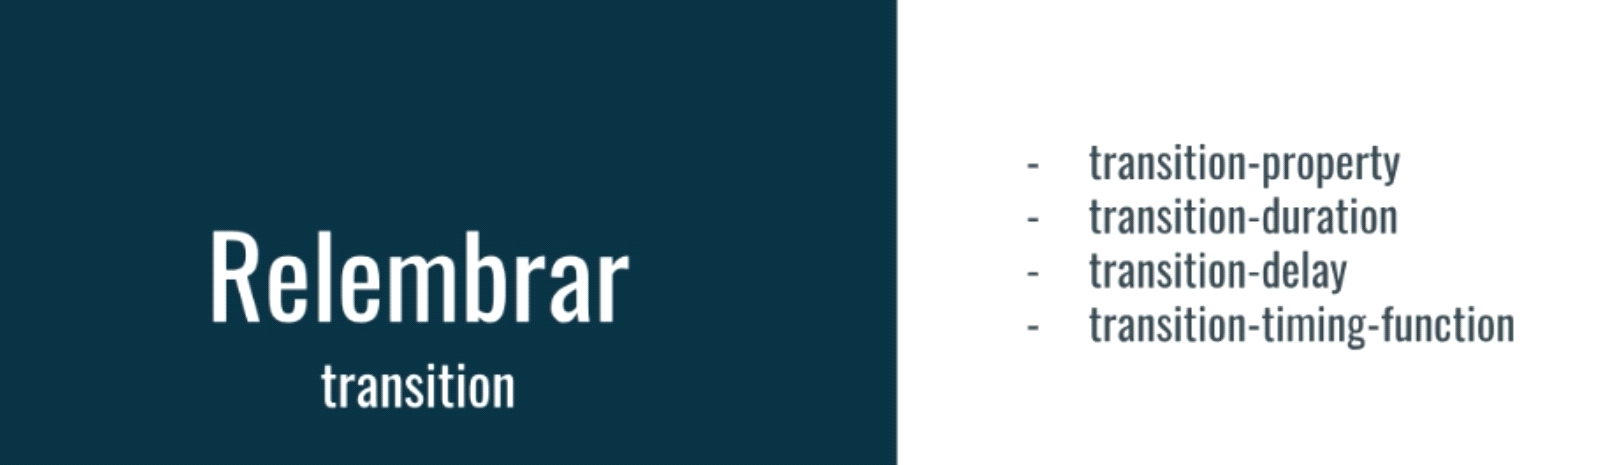 Relembrar
transition
- transition-property
- transition-duration
- transition-delay
- transition-timing-function